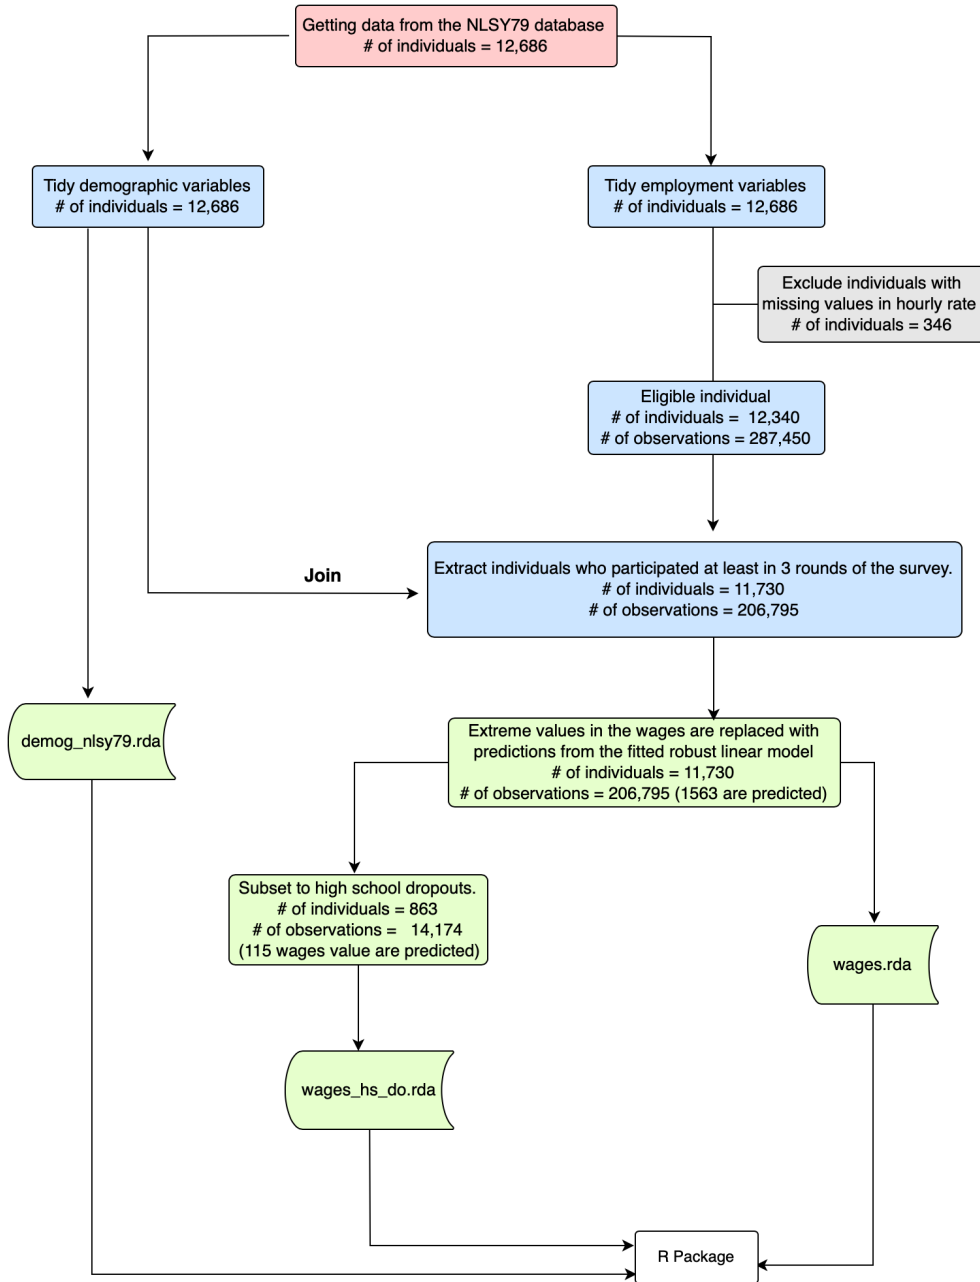 Getting data from the NLSY79 database
# of individuals = 12,686
Tidy demographic variables
# of individuals = 12,686
Tidy employment variables
# of individuals = 12,686
Exclude individuals with
missing values in hourly rate
# of individuals = 346
Eligible individual
# of individuals = 12,340
# of observations = 287,450
Join
Extract individuals who participated at least in 3 rounds of the survey.
# of individuals = 11,730
# of observations = 206,795
demog_nlsy79.rda
Extreme values in the wages are replaced with
predictions from the fitted robust linear model
# of individuals = 11,730
# of observations = 206,795 (1563 are predicted)
Subset to high school dropouts.
# of individuals = 863
# of observations = 14,174
(115 wages value are predicted)
wages.rda
wages_hs_do.rda
R Package